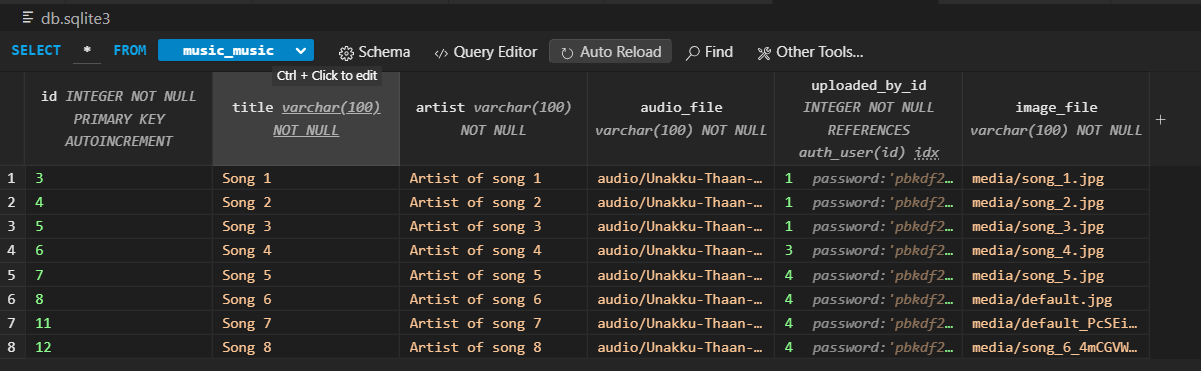 db.sqlite3
SELECT * FROM music_music Schema Query Editor Auto Reload Find Other Tools...
Ctrl + Click to edit
id INTEGER NOT NULL PRIMARY KEY AUTOINCREMENT
title varchar(100) NOT NULL
artist varchar(100) NOT NULL
audio_file varchar(100) NOT NULL
uploaded_by_id INTEGER NOT NULL REFERENCES auth_user(id) idx
image_file varchar(100) NOT NULL
+
1 3 Song 1 Artist of song 1 audio/Unakku-Thaan-… 1 password:'pbkdf2… media/song_1.jpg
2 4 Song 2 Artist of song 2 audio/Unakku-Thaan-… 1 password:'pbkdf2… media/song_2.jpg
3 5 Song 3 Artist of song 3 audio/Unakku-Thaan-… 1 password:'pbkdf2… media/song_3.jpg
4 6 Song 4 Artist of song 4 audio/Unakku-Thaan-… 3 password:'pbkdf2… media/song_4.jpg
5 7 Song 5 Artist of song 5 audio/Unakku-Thaan-… 4 password:'pbkdf2… media/song_5.jpg
6 8 Song 6 Artist of song 6 audio/Unakku-Thaan-… 4 password:'pbkdf2… media/default.jpg
7 11 Song 7 Artist of song 7 audio/Unakku-Thaan-… 4 password:'pbkdf2… media/default_PcSEi…
8 12 Song 8 Artist of song 8 audio/Unakku-Thaan-… 4 password:'pbkdf2… media/song_6_4mCGVW…